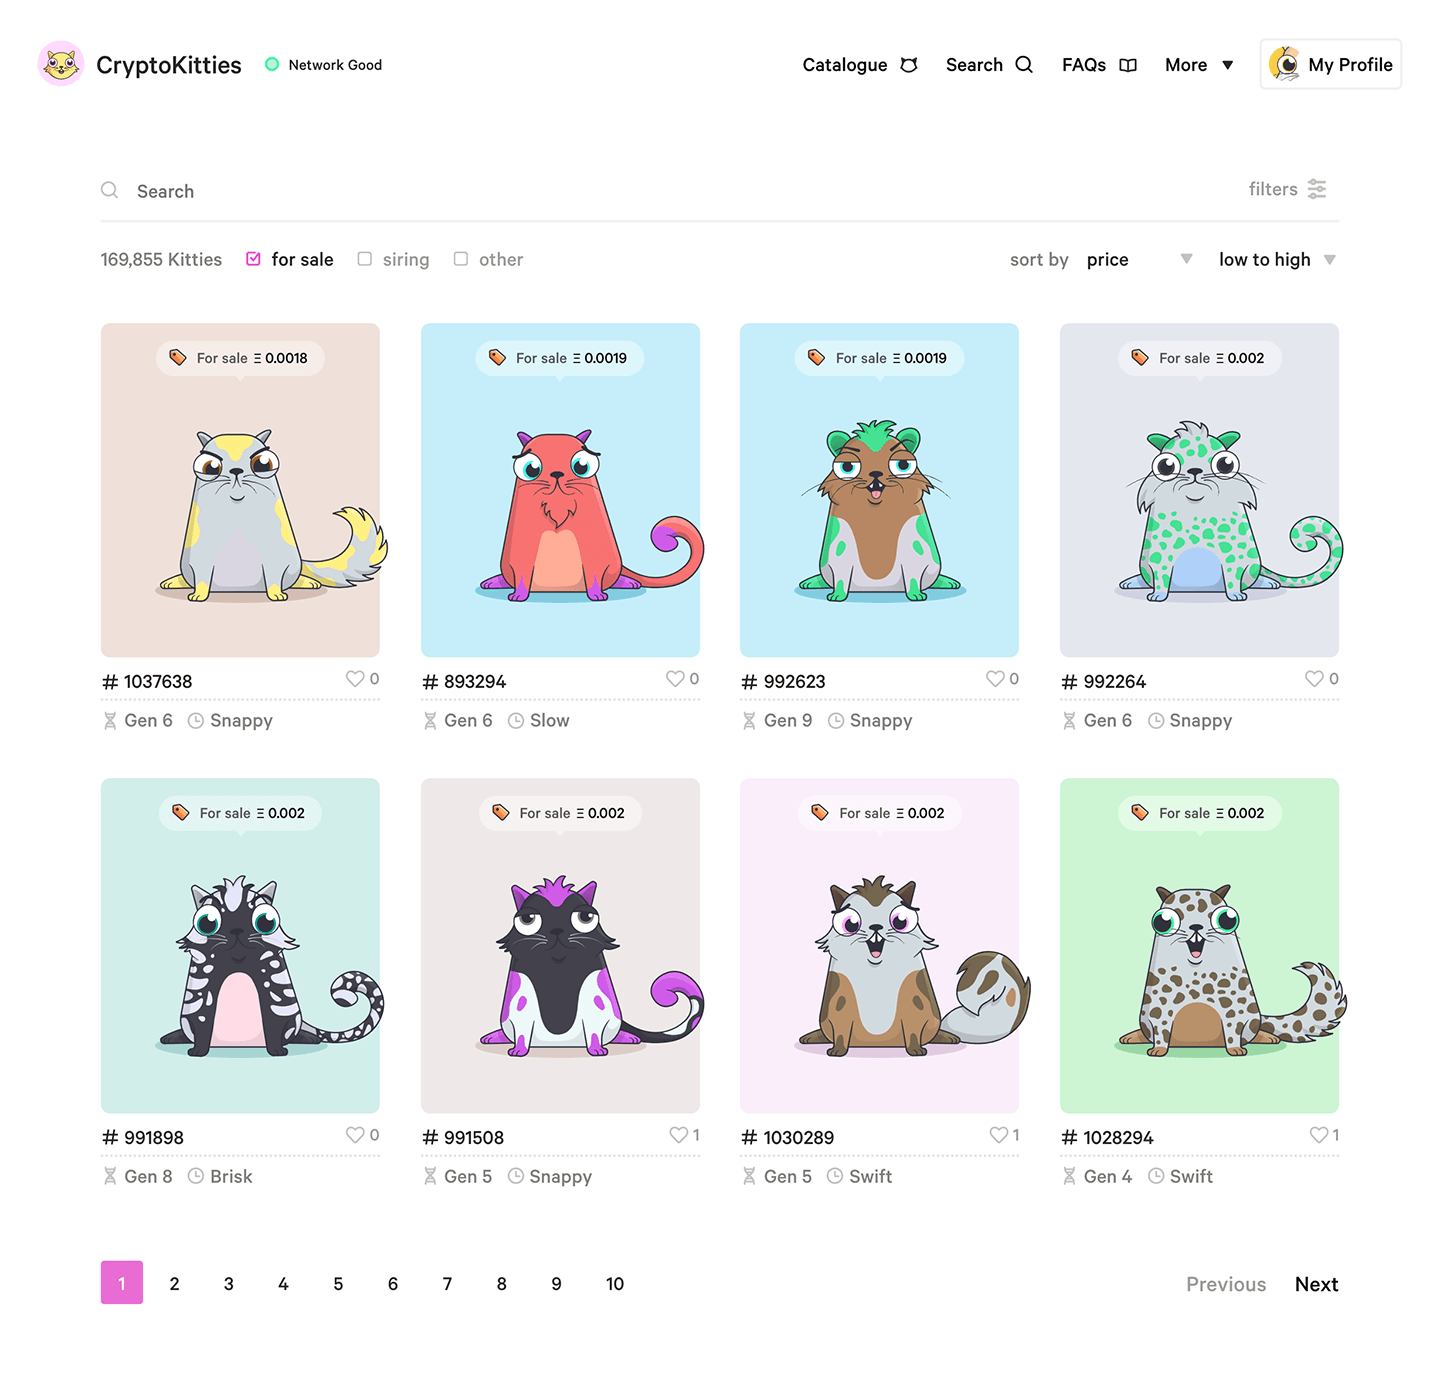 CryptoKitties Network Good Catalogue Search FAQs More My Profile
Search filters
169,855 Kitties for sale siring other sort by price low to high
For sale Ξ 0.0018 For sale Ξ 0.0019 For sale Ξ 0.0019 For sale Ξ 0.002
# 1037638 0 # 893294 0 # 992623 0 # 992264 0
Gen 6 Snappy Gen 6 Slow Gen 9 Snappy Gen 6 Snappy
For sale Ξ 0.002 For sale Ξ 0.002 For sale Ξ 0.002 For sale Ξ 0.002
# 991898 0 # 991508 1 # 1030289 1 # 1028294 1
Gen 8 Brisk Gen 5 Snappy Gen 5 Swift Gen 4 Swift
1 2 3 4 5 6 7 8 9 10 Previous Next